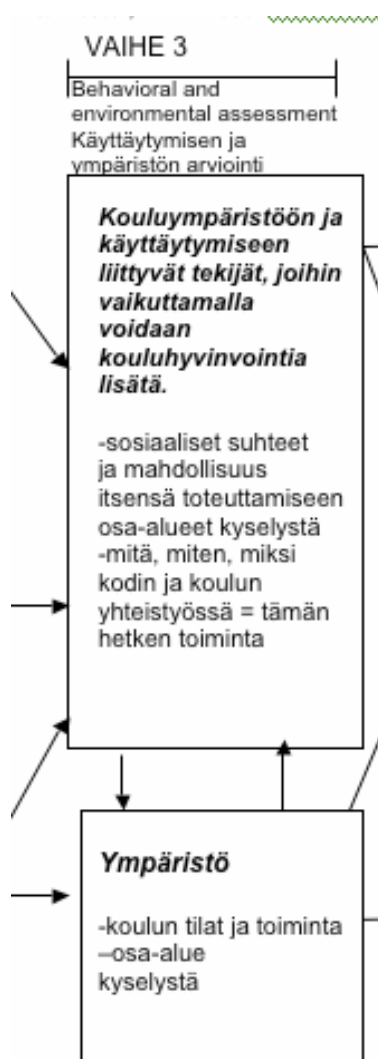 VAIHE 3
Behavioral and
environmental assessment
Käyttäytymisen ja
ympäristön arviointi
Kouluympäristöön ja
käyttäytymiseen
liittyvät tekijät, joihin
vaikuttamalla
voidaan
kouluhyvinvointia
lisätä.
-sosiaaliset suhteet
ja mahdollisuus
itsensä toteuttamiseen
osa-alueet kyselystä
-mitä, miten, miksi
kodin ja koulun
yhteistyössä = tämän
hetken toiminta
Ympäristö
-koulun tilat ja toiminta
–osa-alue
kyselystä